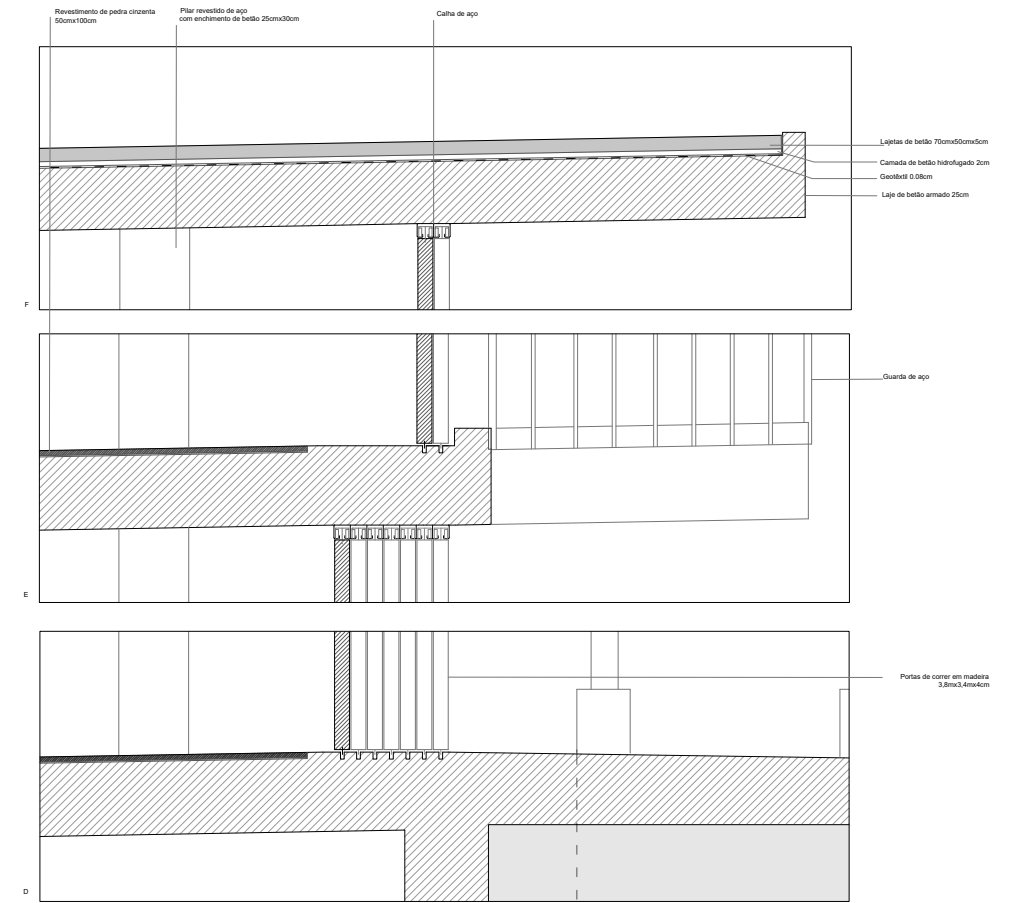 Revestimento de pedra cinzenta
50cmx100cm
Pilar revestido de aço
com enchimento de betão 25cmx30cm
Calha de aço
Lajetas de betão 70cmx50cmx5cm
Camada de betão hidrofugado 2cm
Geotêxtil 0.08cm
Laje de betão armado 25cm
F
Guarda de aço
E
Portas de correr em madeira
3,8mx3,4mx4cm
D